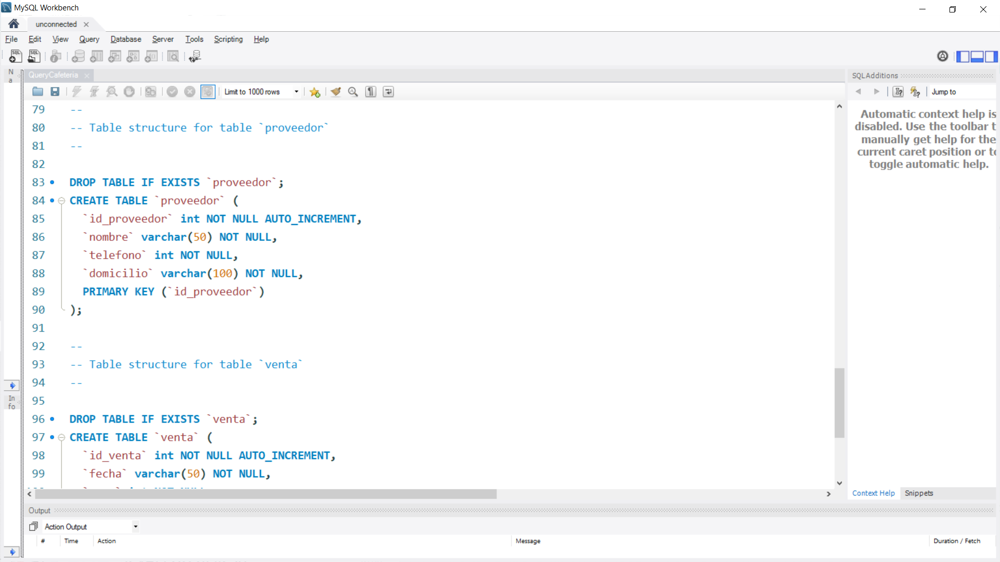 MySQL Workbench
unconnected
File Edit View Query Database Server Tools Scripting Help
Na
QueryCafeteria
SQLAdditions
Limit to 1000 rows
Jump to
79 --
80 -- Table structure for table `proveedor`
81 --
82
83 DROP TABLE IF EXISTS `proveedor`;
84 CREATE TABLE `proveedor` (
85 `id_proveedor` int NOT NULL AUTO_INCREMENT,
86 `nombre` varchar(50) NOT NULL,
87 `telefono` int NOT NULL,
88 `domicilio` varchar(100) NOT NULL,
89 PRIMARY KEY (`id_proveedor`)
90 );
91
92 --
93 -- Table structure for table `venta`
94 --
95
96 DROP TABLE IF EXISTS `venta`;
97 CREATE TABLE `venta` (
98 `id_venta` int NOT NULL AUTO_INCREMENT,
99 `fecha` varchar(50) NOT NULL,
Automatic context help is
disabled. Use the toolbar t
manually get help for the
current caret position or to
toggle automatic help.
Info
Context Help Snippets
Output
Action Output
# Time Action Message Duration / Fetch